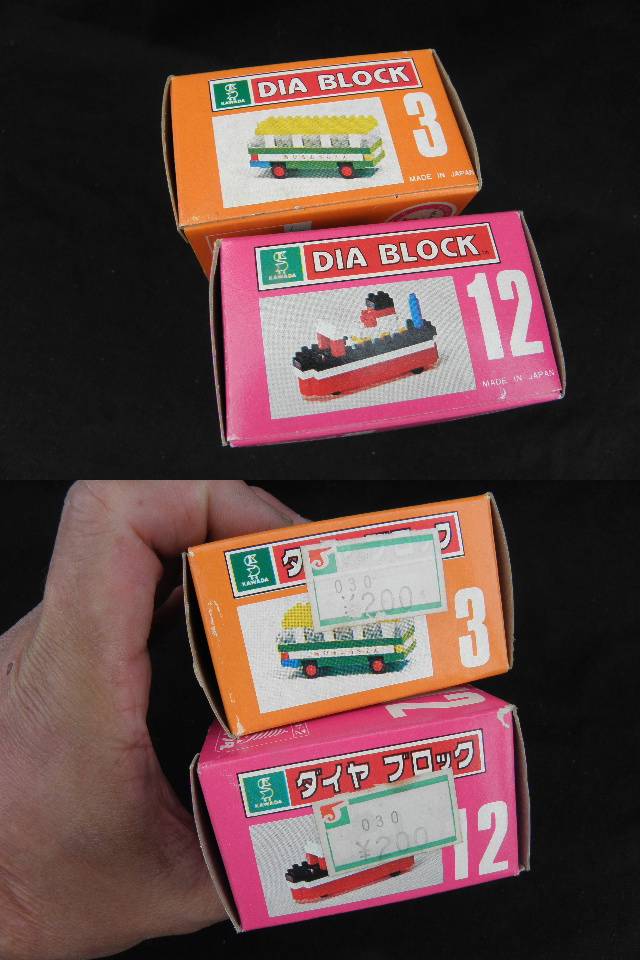 KAWADA
DIA BLOCK
3
MADE IN JAPAN
KAWADA
DIA BLOCK
12
MADE IN JAPAN
KAWADA
030
¥200
3
KAWADA
ダイヤ ブロック
030
¥200
12